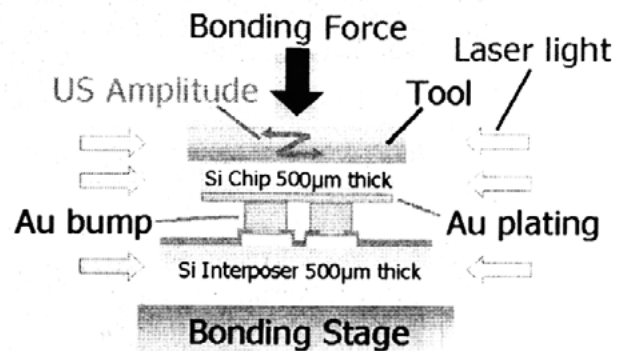 Bonding Force
Laser light
US Amplitude
Tool
Si Chip 500µm thick
Au bump
Au plating
Si Interposer 500µm thick
Bonding Stage